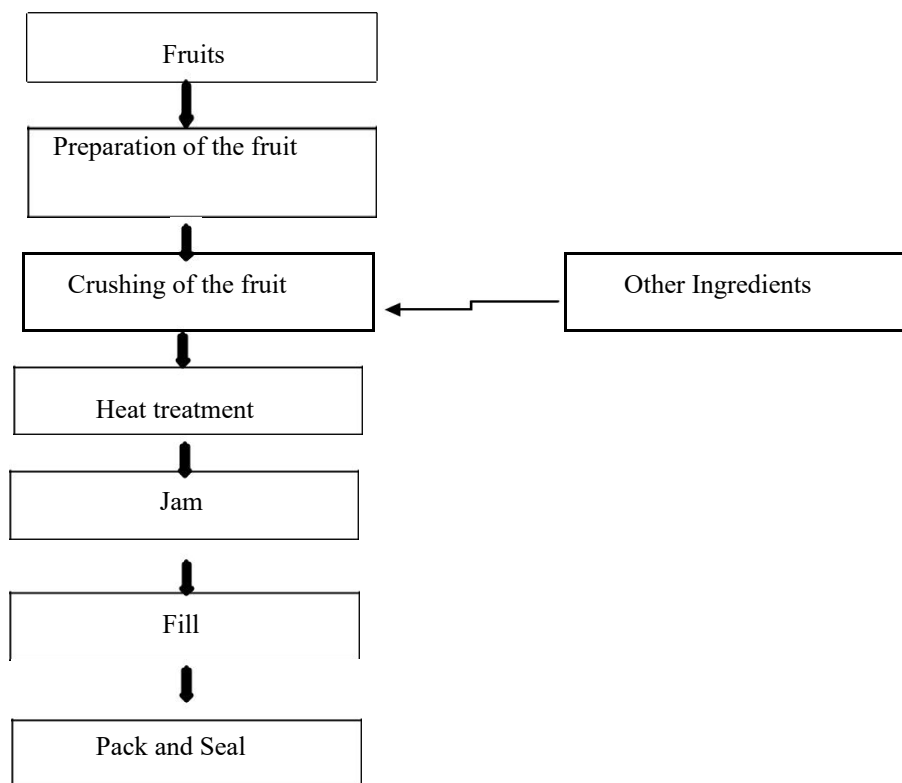 Fruits
Preparation of the fruit
Crushing of the fruit
Other Ingredients
Heat treatment
Jam
Fill
Pack and Seal